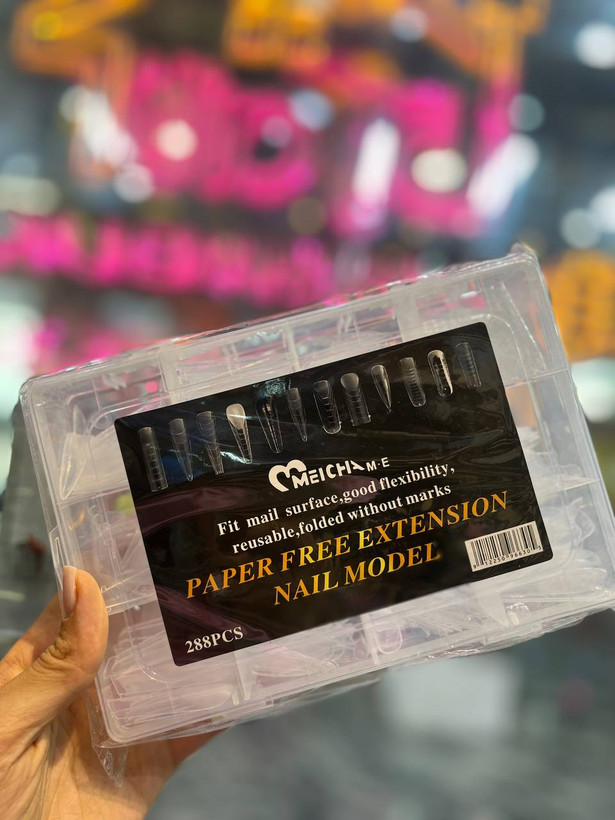 MEICHA M·E
Fit mail surface,good flexibility,
reusable,folded without marks
PAPER FREE EXTENSION
NAIL MODEL
288PCS